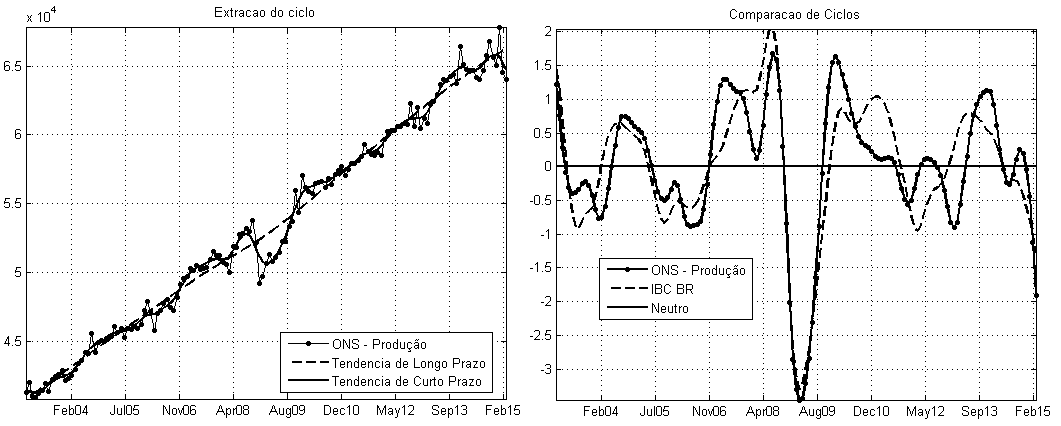 Extracao do ciclo
x 10⁴
6.5
6
5.5
5
4.5
Feb04 Jul05 Nov06 Apr08 Aug09 Dec10 May12 Sep13 Feb15
ONS - Produção
Tendencia de Longo Prazo
Tendencia de Curto Prazo
Comparacao de Ciclos
2
1.5
1
0.5
0
-0.5
-1
-1.5
-2
-2.5
-3
Feb04 Jul05 Nov06 Apr08 Aug09 Dec10 May12 Sep13 Feb15
ONS - Produção
IBC BR
Neutro